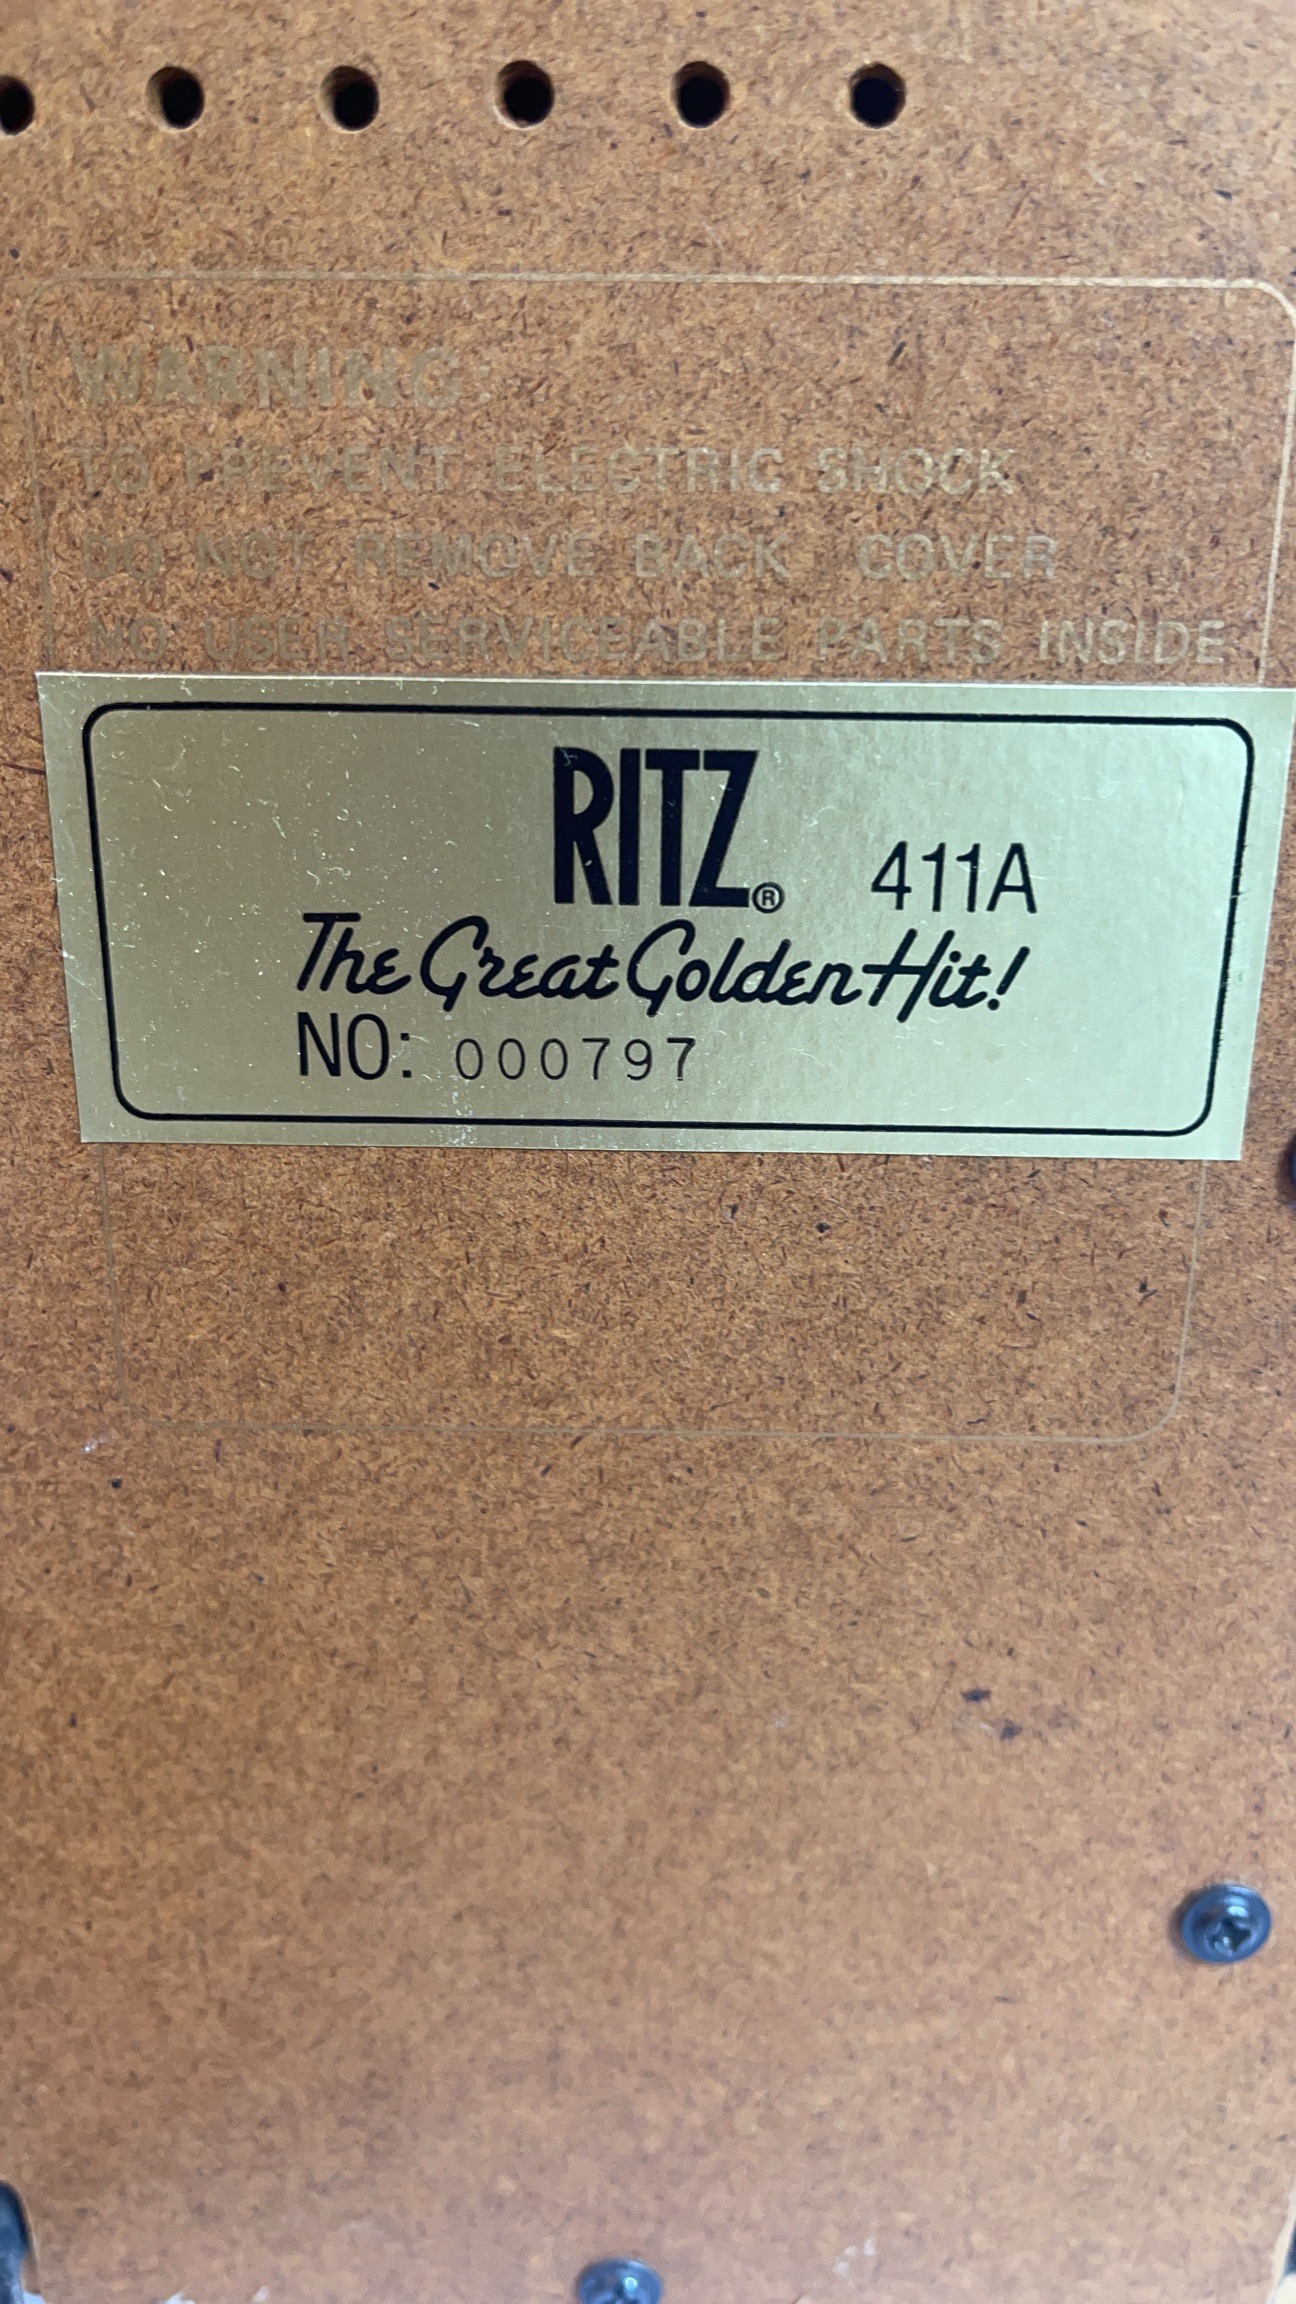 WARNING:
TO PREVENT ELECTRIC SHOCK
DO NOT REMOVE BACK COVER
NO USER SERVICEABLE PARTS INSIDE
RITZ® 411A
The Great Golden Hit!
NO: 000797